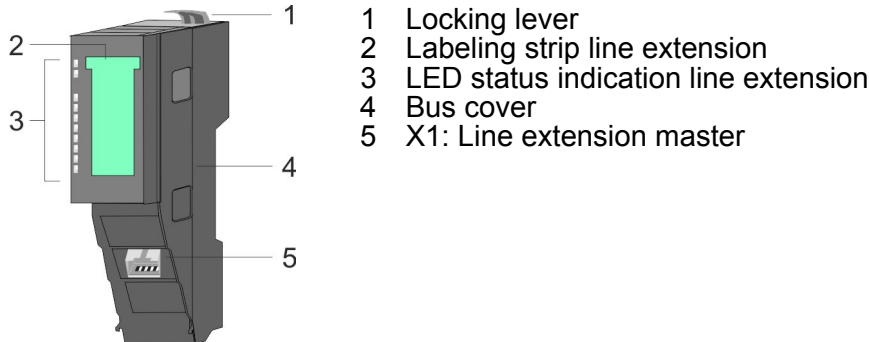 1
2
3
4
5
1 Locking lever
2 Labeling strip line extension
3 LED status indication line extension
4 Bus cover
5 X1: Line extension master